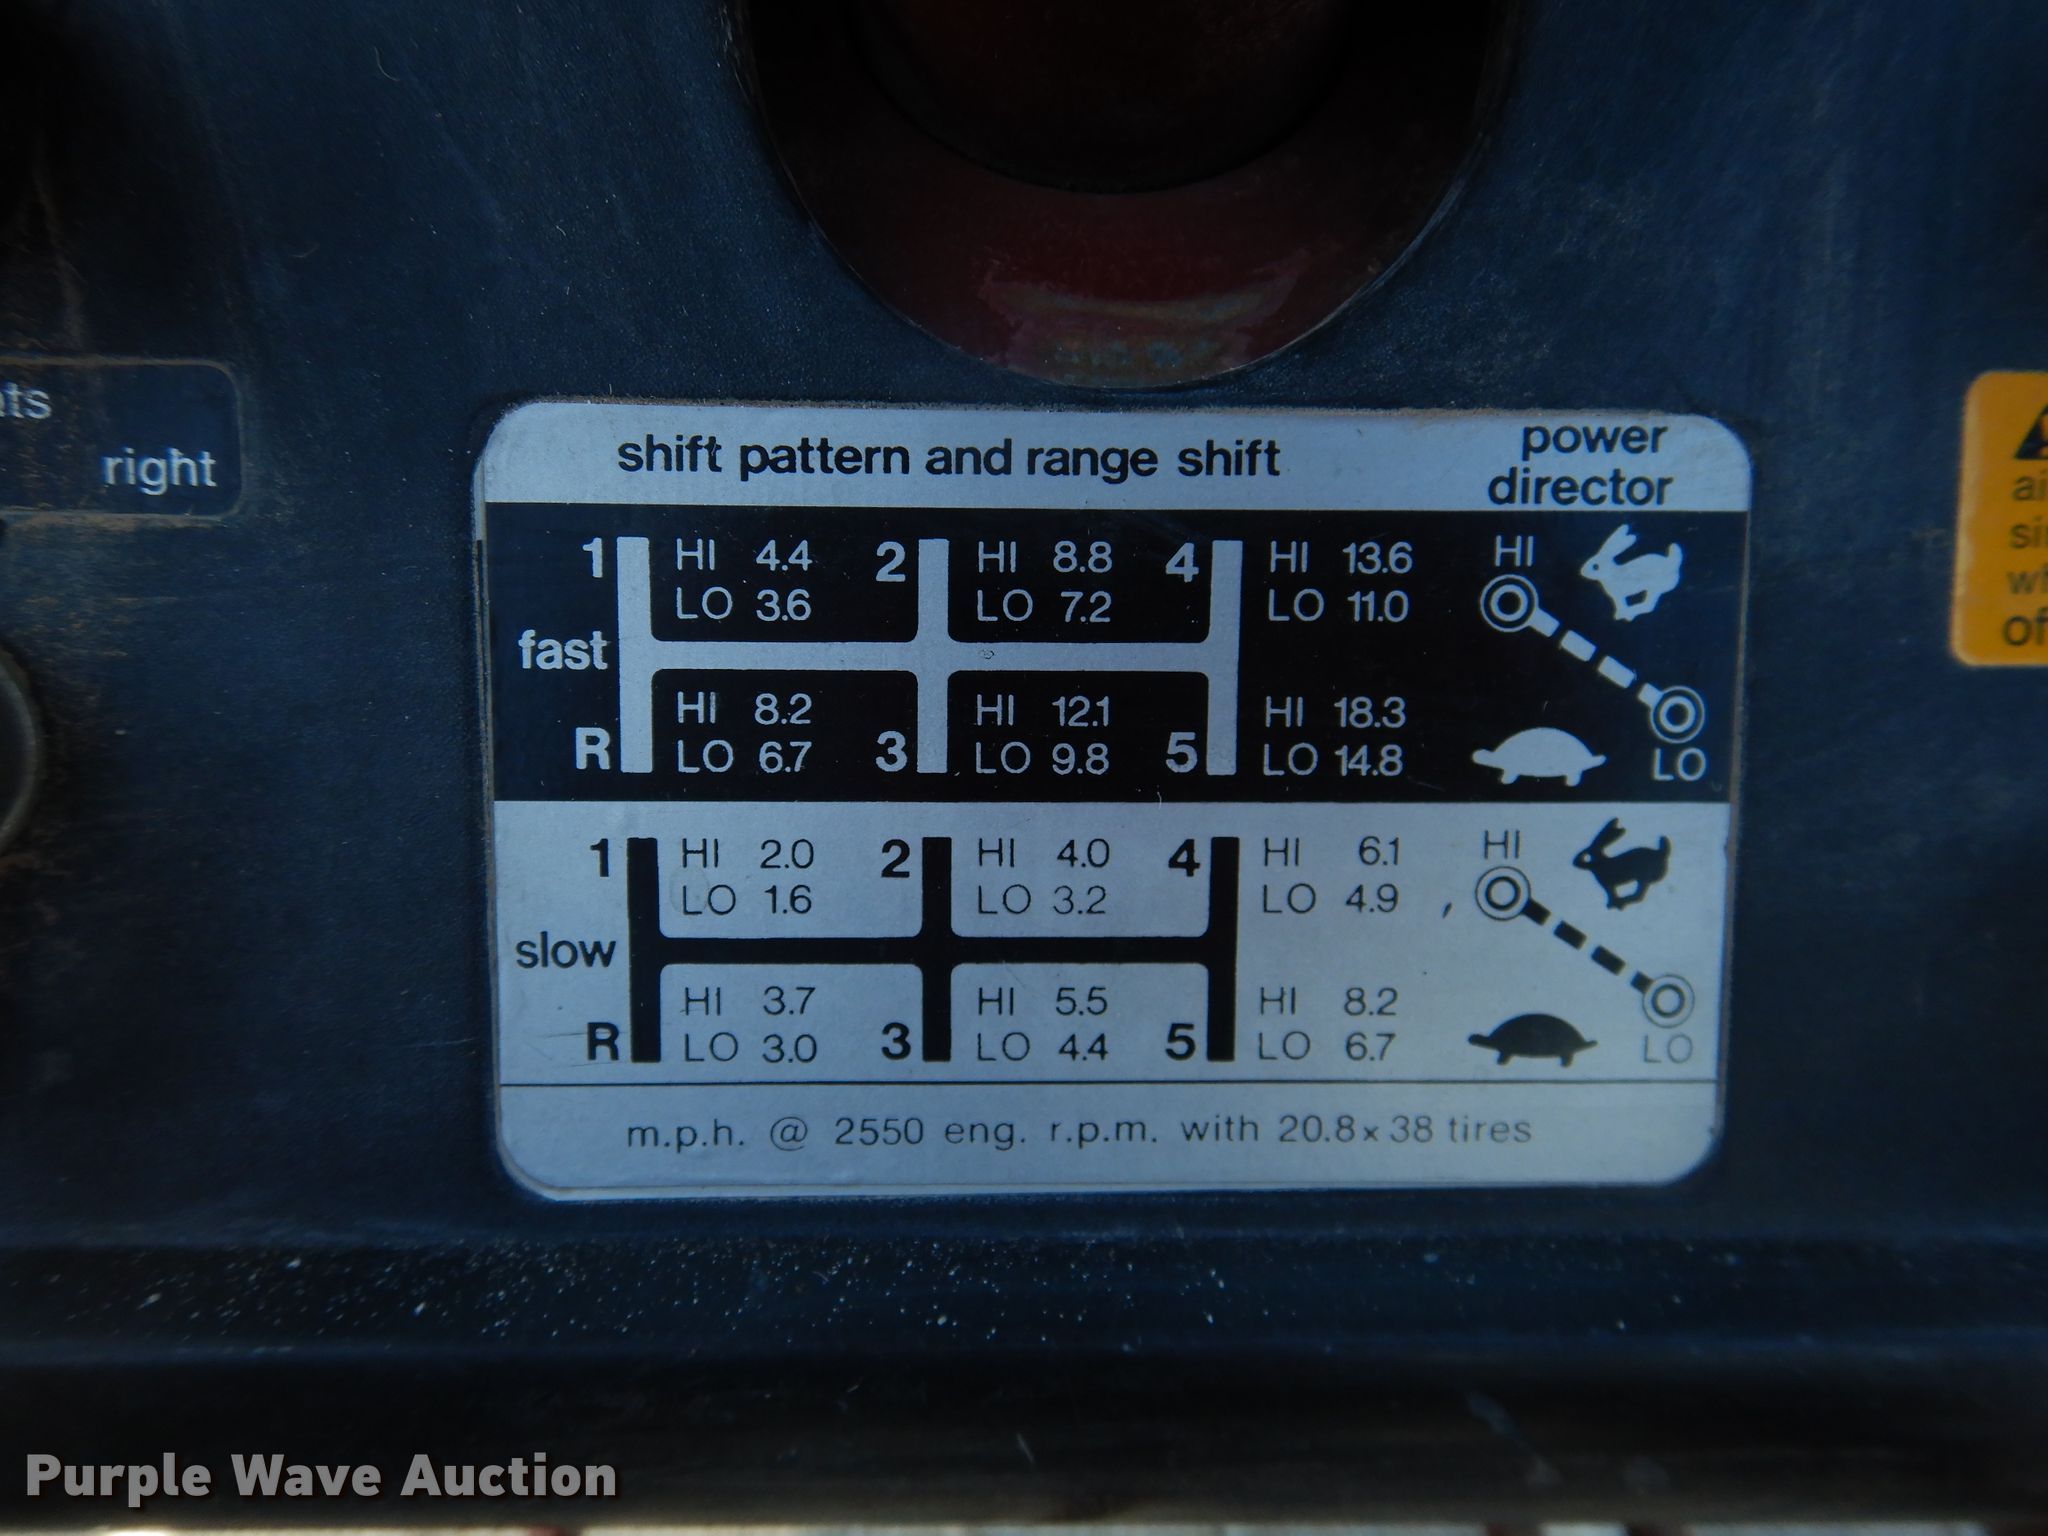 right
shift pattern and range shift
power
director
1 HI 4.4 2 HI 8.8 4 HI 13.6 HI
LO 3.6 LO 7.2 LO 11.0
fast
HI 8.2 HI 12.1 HI 18.3
R LO 6.7 3 LO 9.8 5 LO 14.8 LO
1 HI 2.0 2 HI 4.0 4 HI 6.1 HI
LO 1.6 LO 3.2 LO 4.9
slow
HI 3.7 HI 5.5 HI 8.2
R LO 3.0 3 LO 4.4 5 LO 6.7 LO
m.p.h. @ 2550 eng. r.p.m. with 20.8x38 tires
Purple Wave Auction